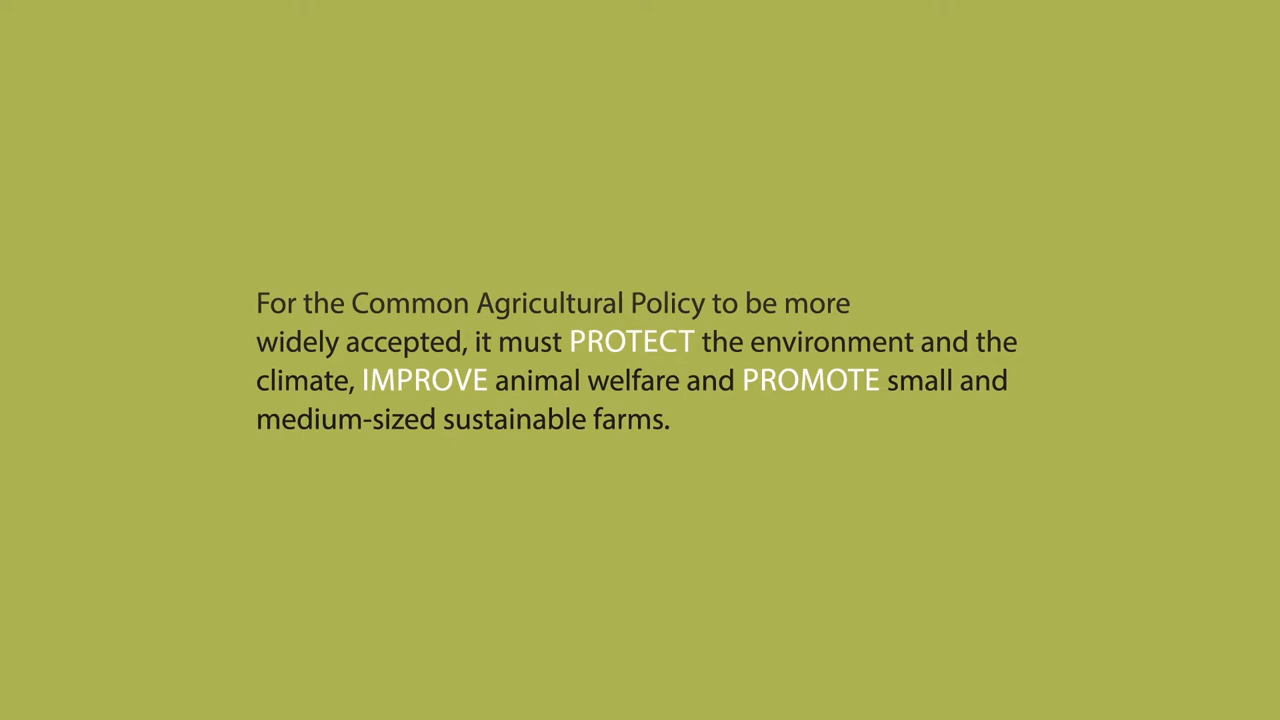 For the Common Agricultural Policy to be more
widely accepted, it must PROTECT the environment and the
climate, IMPROVE animal welfare and PROMOTE small and
medium-sized sustainable farms.